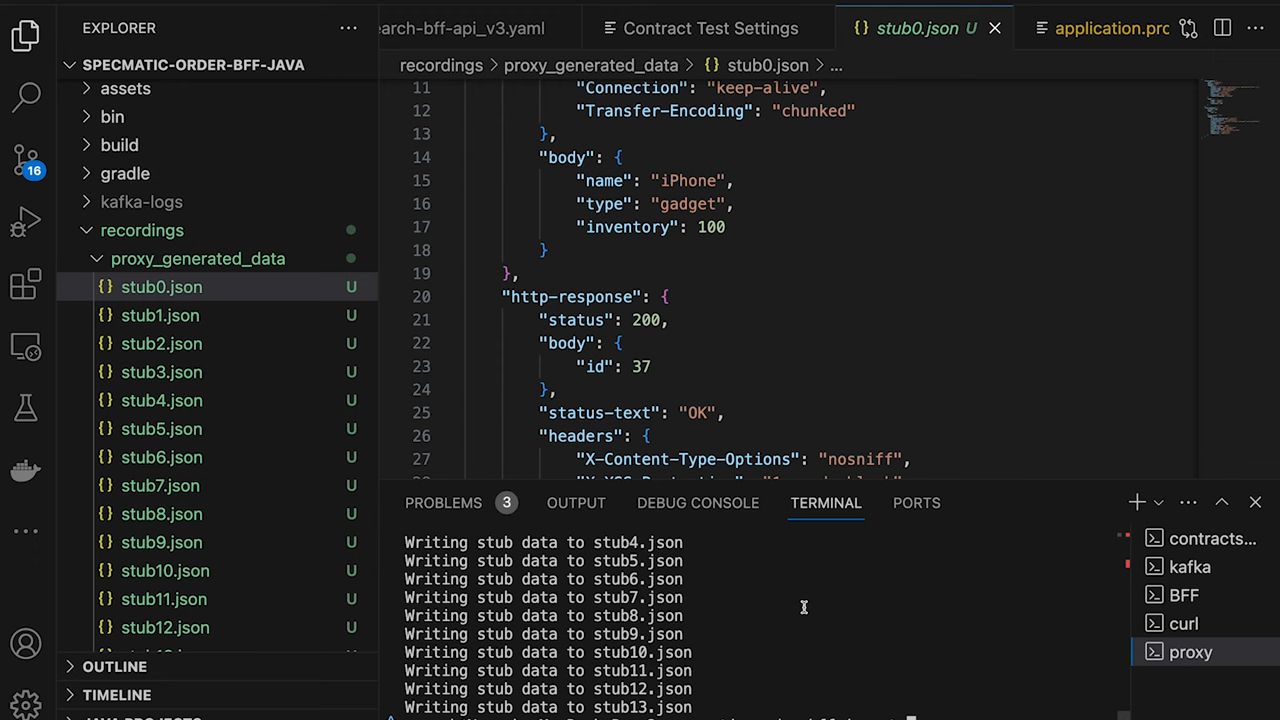 EXPLORER
SPECMATIC-ORDER-BFF-JAVA
assets
bin
build
gradle
kafka-logs
recordings
proxy_generated_data
{} stub0.json U
{} stub1.json U
{} stub2.json U
{} stub3.json U
{} stub4.json U
{} stub5.json U
{} stub6.json U
{} stub7.json U
{} stub8.json U
{} stub9.json U
{} stub10.json U
{} stub11.json U
{} stub12.json U
OUTLINE
TIMELINE
16
earch-bff-api_v3.yaml
Contract Test Settings
{} stub0.json U
application.prc
recordings > proxy_generated_data > {} stub0.json > ...
11 "Connection": "keep-alive",
12 "Transfer-Encoding": "chunked"
13 },
14 "body": {
15 "name": "iPhone",
16 "type": "gadget",
17 "inventory": 100
18 }
19 },
20 "http-response": {
21 "status": 200,
22 "body": {
23 "id": 37
24 },
25 "status-text": "OK",
26 "headers": {
27 "X-Content-Type-Options": "nosniff",
PROBLEMS 3 OUTPUT DEBUG CONSOLE TERMINAL PORTS
Writing stub data to stub4.json
Writing stub data to stub5.json
Writing stub data to stub6.json
Writing stub data to stub7.json
Writing stub data to stub8.json
Writing stub data to stub9.json
Writing stub data to stub10.json
Writing stub data to stub11.json
Writing stub data to stub12.json
Writing stub data to stub13.json
contracts...
kafka
BFF
curl
proxy